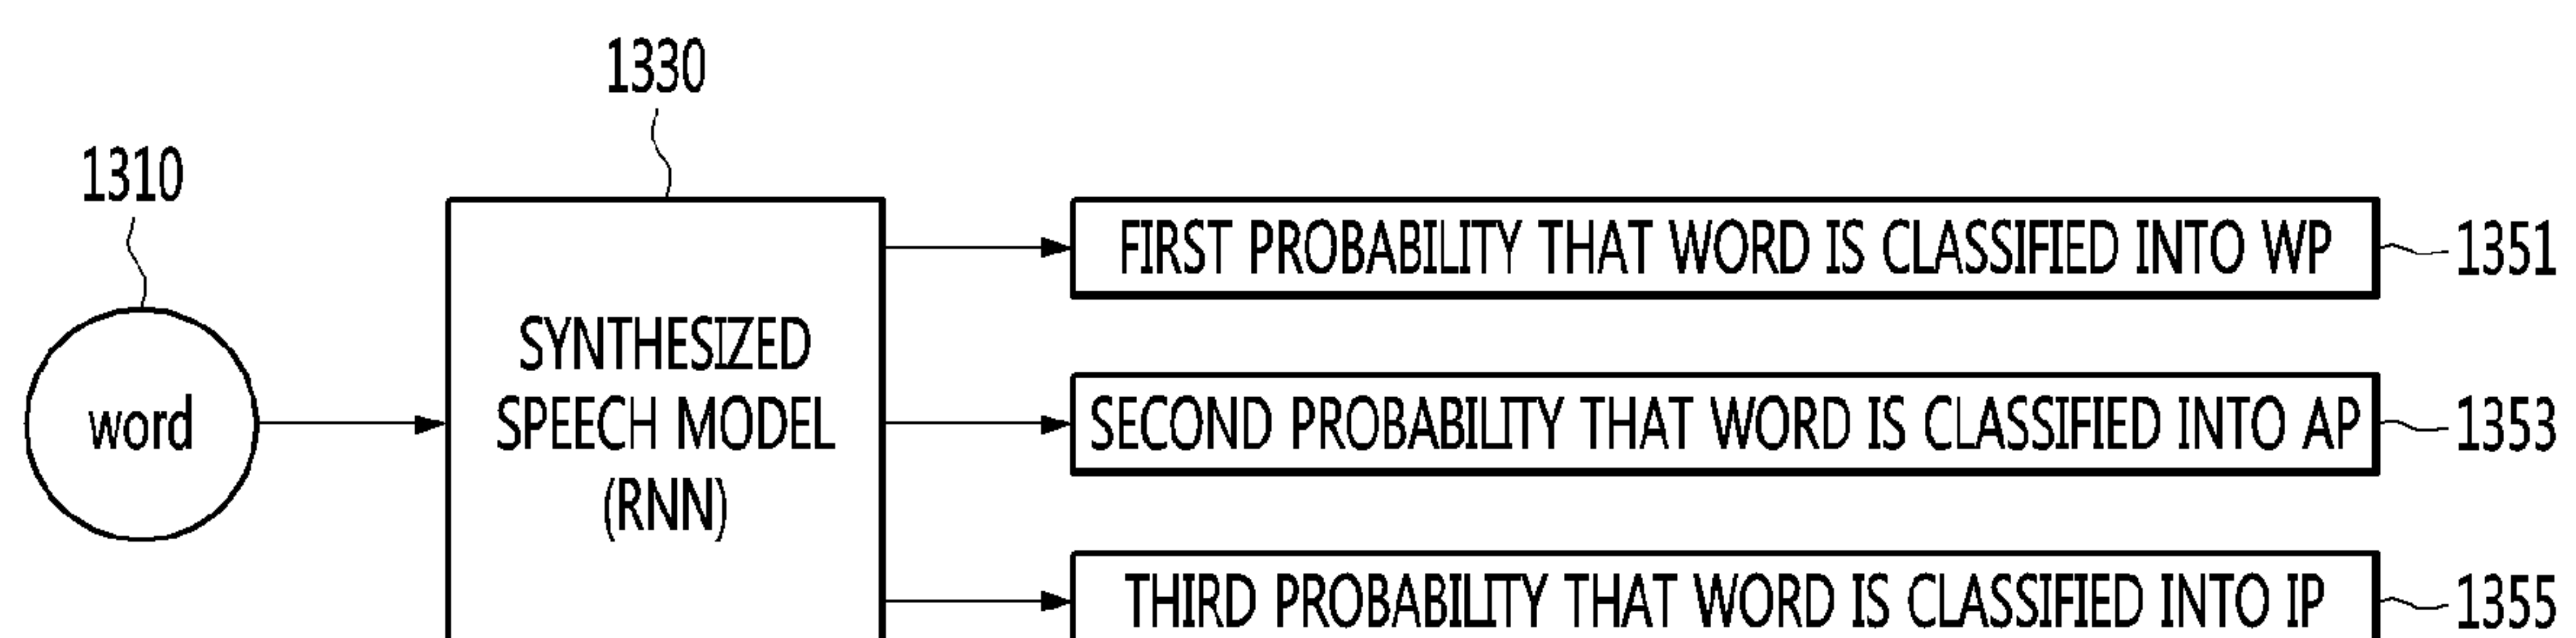 1330
1310
FIRST PROBABILITY THAT WORD IS CLASSIFIED INTO WP
1351
SYNTHESIZED
SPEECH MODEL
(RNN)
word
SECOND PROBABILITY THAT WORD IS CLASSIFIED INTO AP
1353
THIRD PROBABILITY THAT WORD IS CLASSIFIED INTO IP
1355